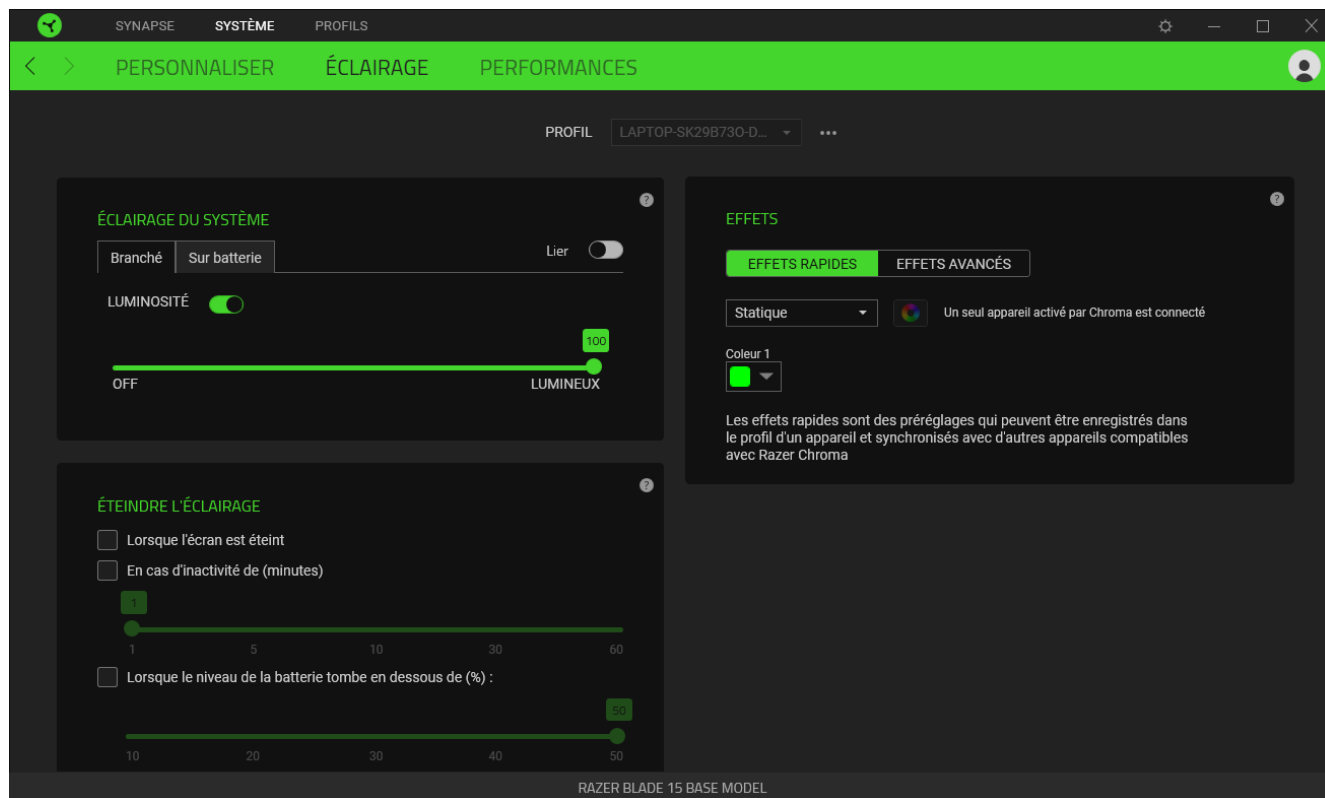 SYNAPSE SYSTÈME PROFILS
PERSONNALISER ÉCLAIRAGE PERFORMANCES
PROFIL LAPTOP-SK29B73O-D...
ÉCLAIRAGE DU SYSTÈME
Branché Sur batterie Lier
LUMINOSITÉ
100
OFF LUMINEUX
ÉTEINDRE L'ÉCLAIRAGE
Lorsque l'écran est éteint
En cas d'inactivité de (minutes)
1
1 5 10 30 60
Lorsque le niveau de la batterie tombe en dessous de (%) :
50
10 20 30 40 50
EFFETS
EFFETS RAPIDES EFFETS AVANCÉS
Statique Un seul appareil activé par Chroma est connecté
Coleur 1
Les effets rapides sont des préréglages qui peuvent être enregistrés dans
le profil d'un appareil et synchronisés avec d'autres appareils compatibles
avec Razer Chroma
RAZER BLADE 15 BASE MODEL